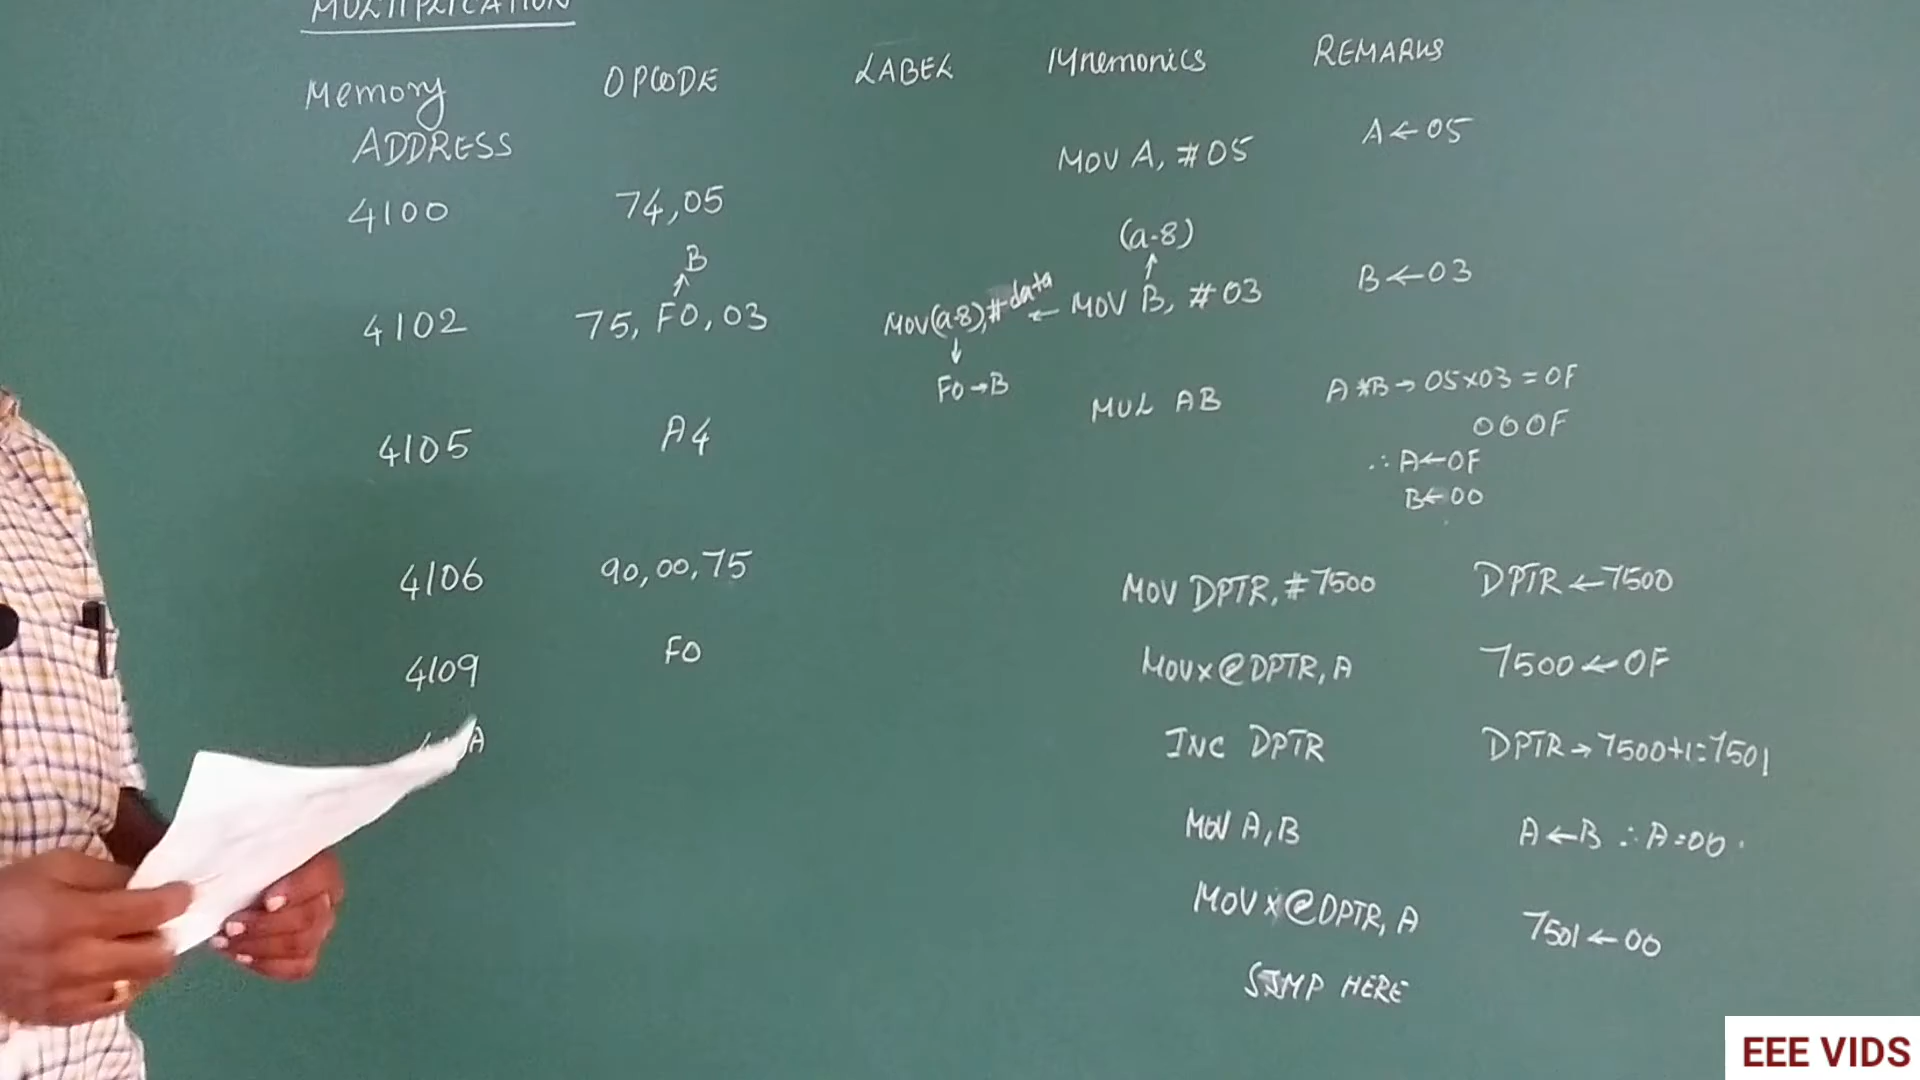 MULTIPLICATION
Memory ADDRESS OPCODE LABEL Mnemonics REMARKS
4100 74,05 MOV A, #05 A←05
B (a-8)
4102 75, F0, 03 MOV(a-8),#data ← MOV B, #03 B←03
F0→B
4105 A4 MUL AB A*B→05x03=0F
000F
∴A←0F
B←00
4106 90,00,75 MOV DPTR,#7500 DPTR←7500
4109 F0 MOVX@DPTR,A 7500←0F
A INC DPTR DPTR→7500+1=7501
MOV A,B A←B ∴A=00
MOVX@DPTR,A 7501←00
SJMP HERE
EEE VIDS